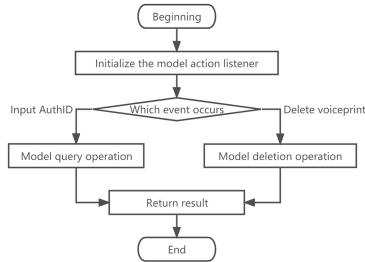 Beginning
Initialize the model action listener
Which event occurs
Input AuthID
Delete voiceprint
Model query operation
Model deletion operation
Return result
End